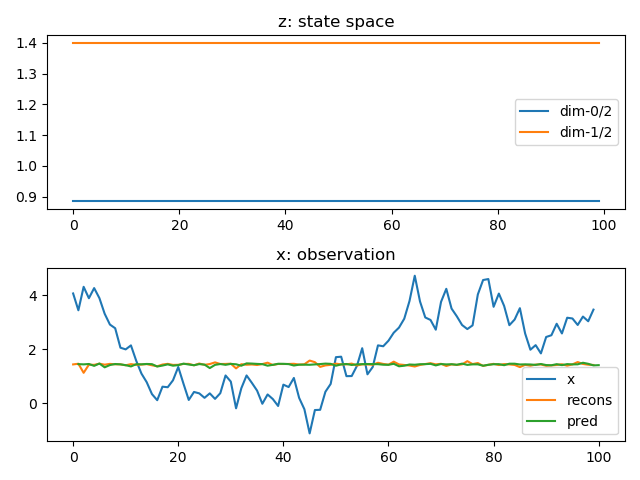 z: state space
1.4
1.3
1.2
1.1
1.0
0.9
dim-0/2
dim-1/2
0 20 40 60 80 100
x: observation
4
2
0
x
recons
pred
0 20 40 60 80 100